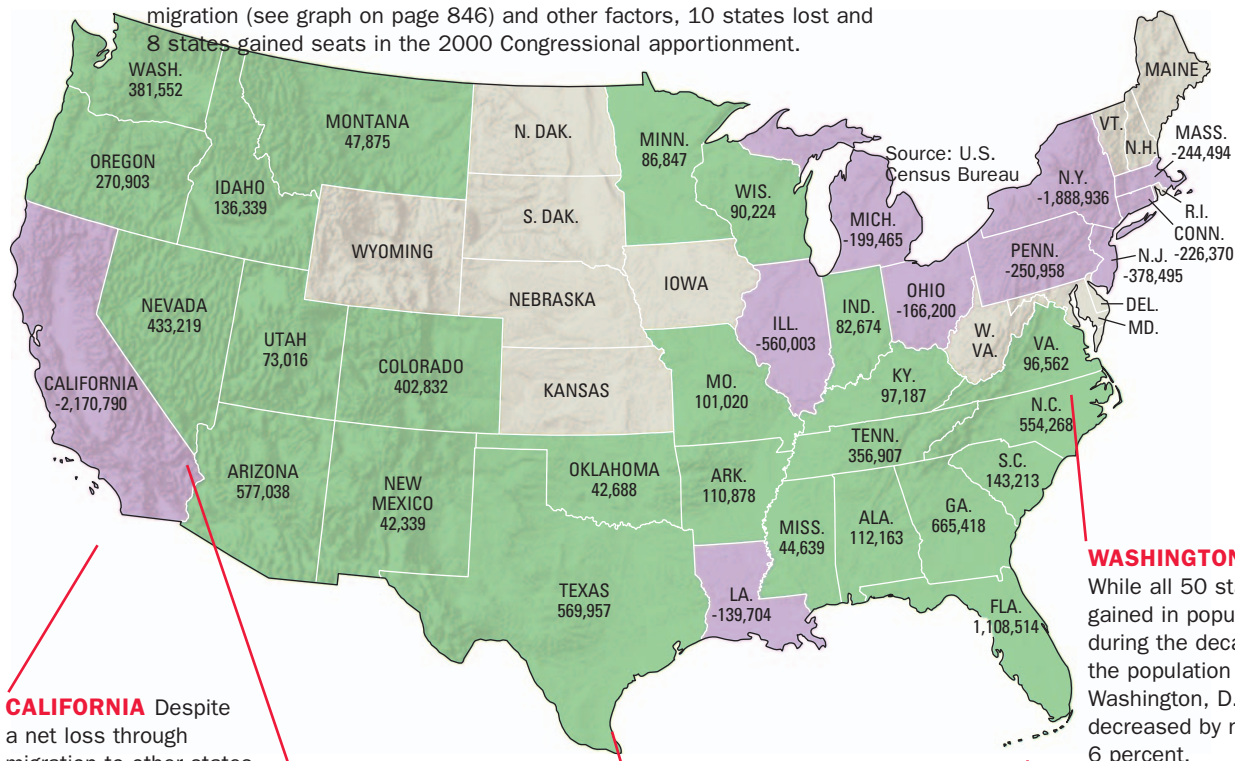 migration (see graph on page 846) and other factors, 10 states lost and
8 states gained seats in the 2000 Congressional apportionment.
WASH.
381,552
OREGON
270,903
IDAHO
136,339
MONTANA
47,875
WYOMING
N. DAK.
S. DAK.
NEBRASKA
KANSAS
MINN.
86,847
WIS.
90,224
IOWA
Source: U.S.
Census Bureau
MICH.
-199,465
MAINE
VT.
N.H.
MASS.
-244,494
N.Y.
-1,888,936
R.I.
CONN.
-226,370
PENN.
-250,958
N.J.
-378,495
DEL.
MD.
OHIO
-166,200
W.
VA.
VA.
96,562
IND.
82,674
ILL.
-560,003
KY.
97,187
N.C.
554,268
TENN.
356,907
S.C.
143,213
NEVADA
433,219
UTAH
73,016
COLORADO
402,832
CALIFORNIA
-2,170,790
ARIZONA
577,038
NEW
MEXICO
42,339
OKLAHOMA
42,688
MO.
101,020
ARK.
110,878
MISS.
44,639
ALA.
112,163
GA.
665,418
TEXAS
569,957
LA.
-139,704
FLA.
1,108,514
CALIFORNIA Despite
a net loss through
migration to other states
WASHINGTON
While all 50 st
gained in popu
during the deca
the population
Washington, D.
decreased by
6 percent.